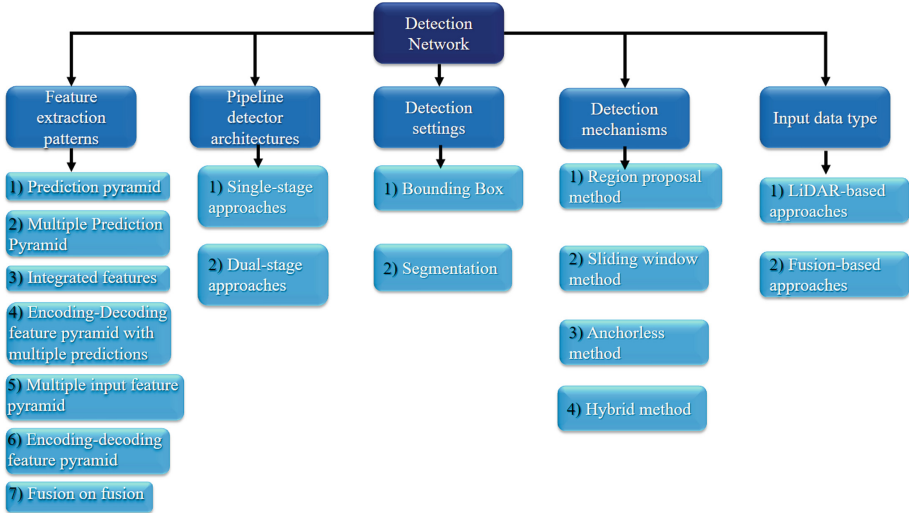 Detection
Network
Feature
extraction
patterns
Pipeline
detector
architectures
Detection
settings
Detection
mechanisms
Input data type
1) Prediction pyramid
2) Multiple Prediction
Pyramid
3) Integrated features
4) Encoding-Decoding
feature pyramid with
multiple predictions
5) Multiple input feature
pyramid
6) Encoding-decoding
feature pyramid
7) Fusion on fusion
1) Single-stage
approaches
2) Dual-stage
approaches
1) Bounding Box
2) Segmentation
1) Region proposal
method
2) Sliding window
method
3) Anchorless
method
4) Hybrid method
1) LiDAR-based
approaches
2) Fusion-based
approaches